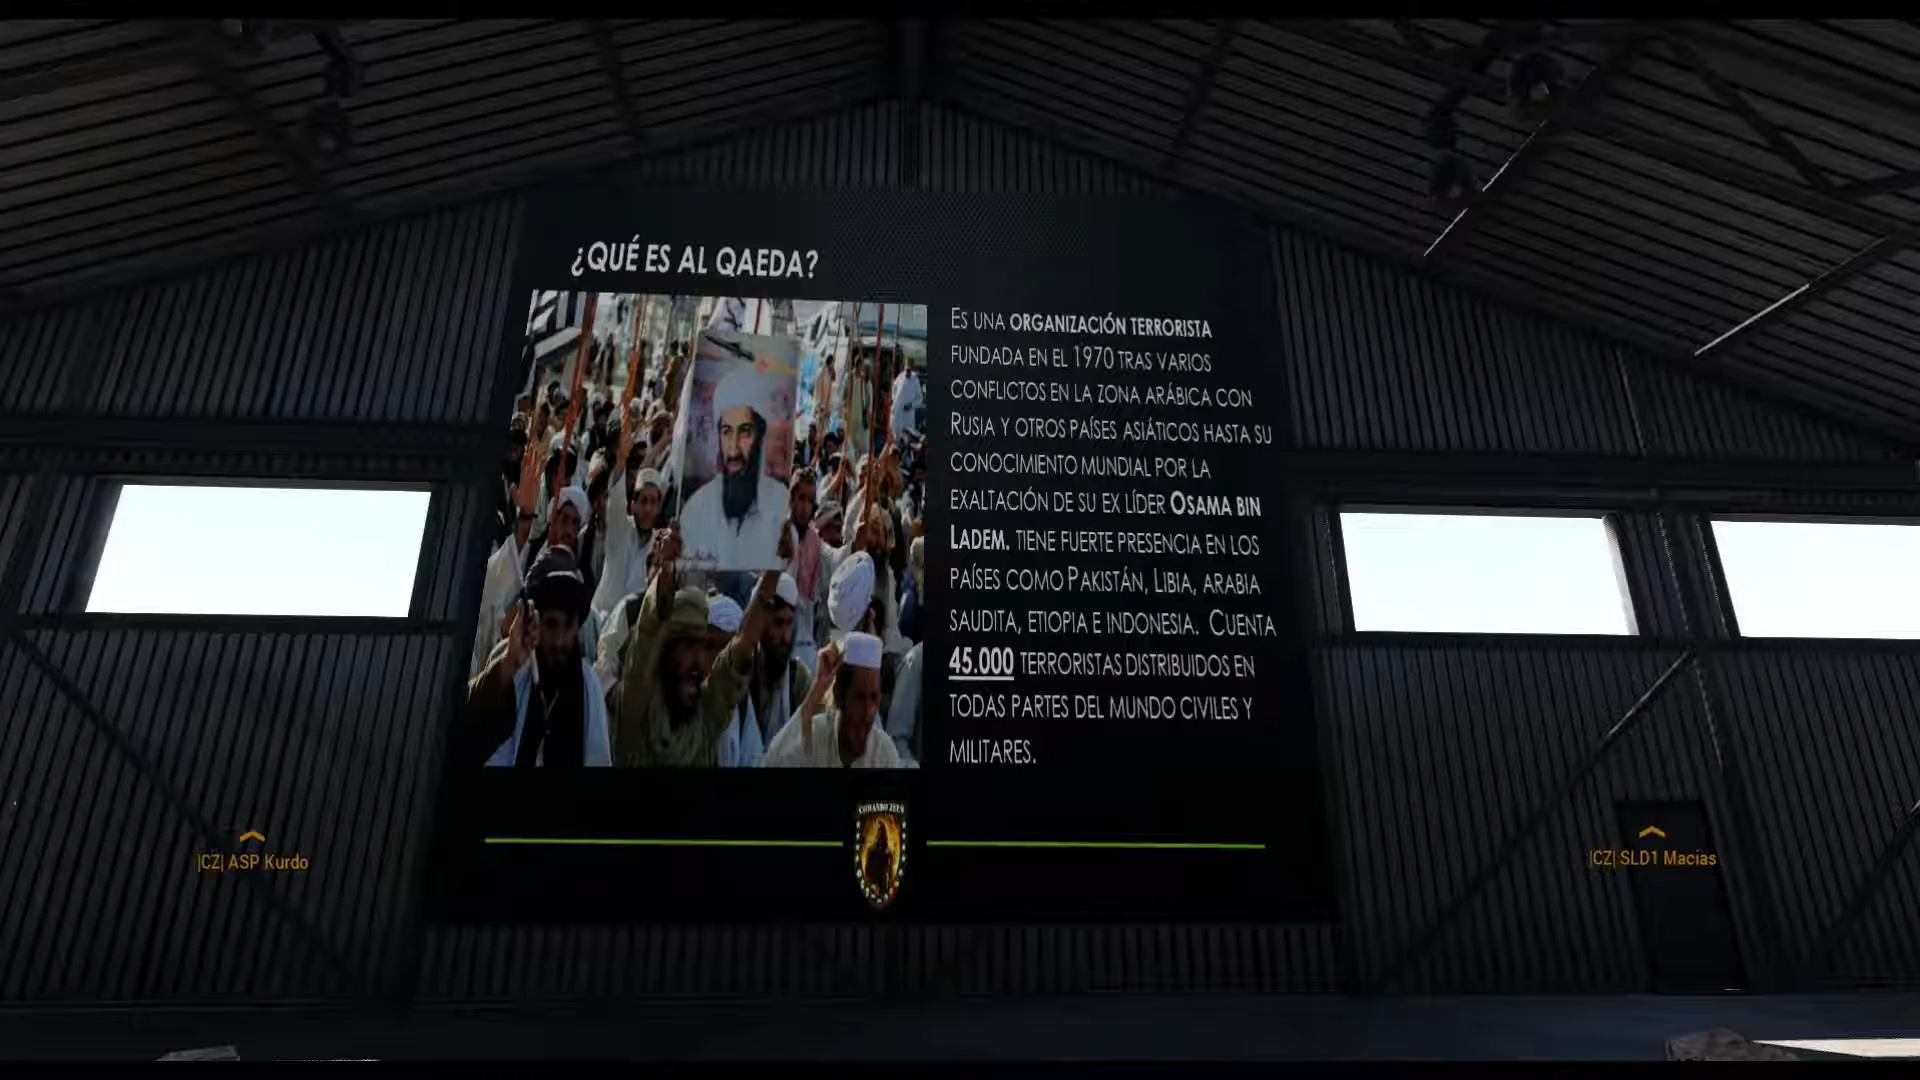 ¿QUÉ ES AL QAEDA?
ES UNA ORGANIZACIÓN TERRORISTA
FUNDADA EN EL 1970 TRAS VARIOS
CONFLICTOS EN LA ZONA ARÁBICA CON
RUSIA Y OTROS PAÍSES ASIÁTICOS HASTA SU
CONOCIMIENTO MUNDIAL POR LA
EXALTACIÓN DE SU EX LÍDER OSAMA BIN
LADEM. TIENE FUERTE PRESENCIA EN LOS
PAÍSES COMO PAKISTÁN, LIBIA, ARABIA
SAUDITA, ETIOPIA E INDONESIA. CUENTA
45.000 TERRORISTAS DISTRIBUIDOS EN
TODAS PARTES DEL MUNDO CIVILES Y
MILITARES.
COMANDO ZEUS
|CZ| ASP Kurdo
|CZ| SLD1 Macias